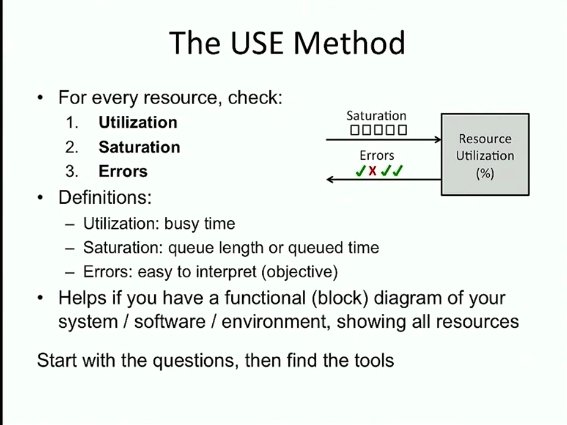 The USE Method
• For every resource, check:
1. Utilization
2. Saturation
3. Errors
• Definitions:
– Utilization: busy time
– Saturation: queue length or queued time
– Errors: easy to interpret (objective)
• Helps if you have a functional (block) diagram of your
system / software / environment, showing all resources
Start with the questions, then find the tools
Saturation
Errors
✓X✓✓
Resource
Utilization
(%)